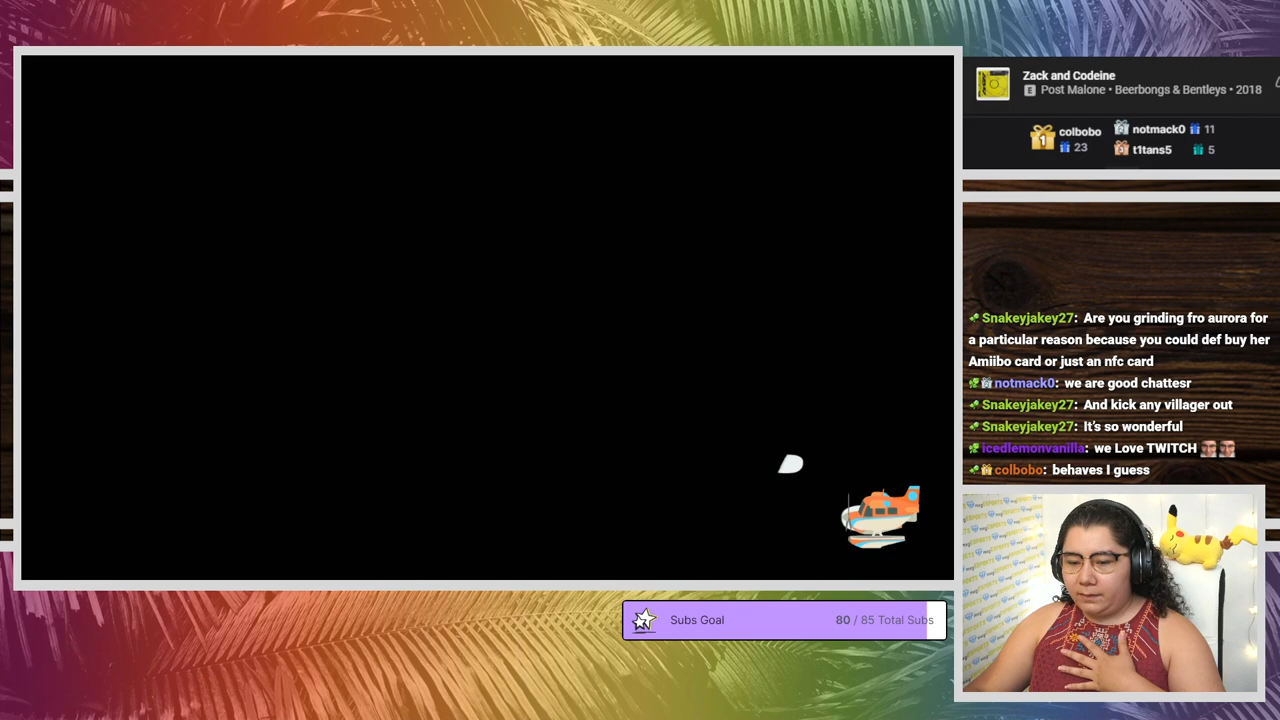 Zack and Codeine
E Post Malone • Beerbongs & Bentleys • 2018
1 colbobo
23
2 notmack0 11
3 t1tans5 5
Snakeyjakey27: Are you grinding fro aurora for
a particular reason because you could def buy her
Amiibo card or just an nfc card
notmack0: we are good chattesr
Snakeyjakey27: And kick any villager out
Snakeyjakey27: It's so wonderful
icedlemonvanilla: we Love TWITCH
colbobo: behaves I guess
Subs Goal 80 / 85 Total Subs